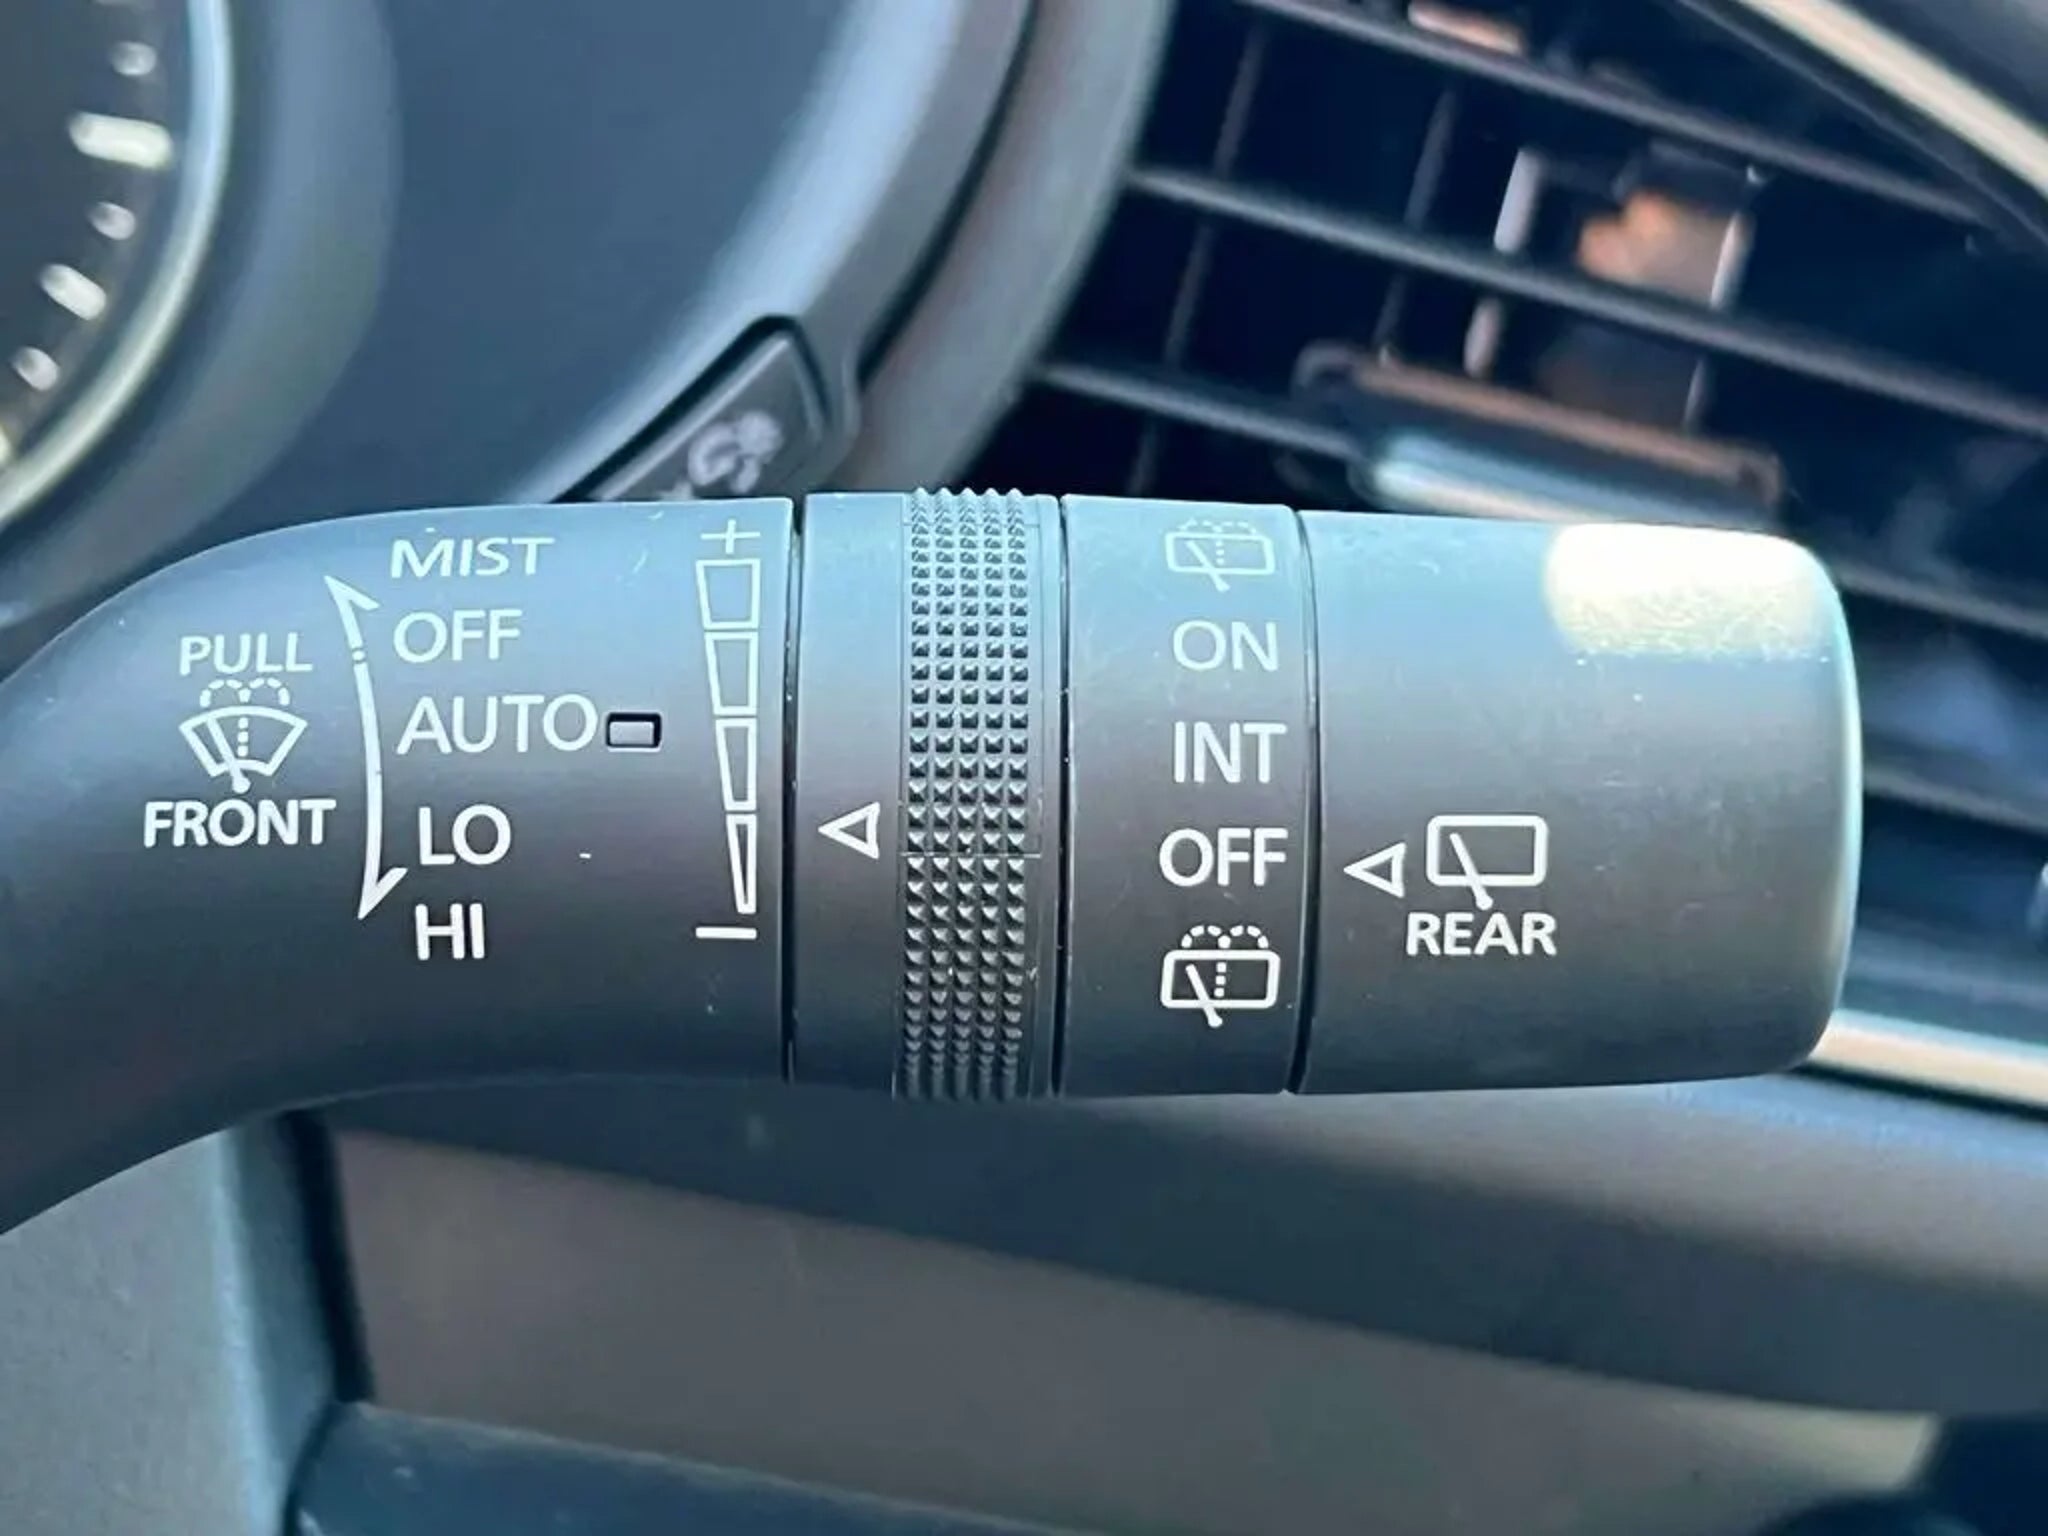 MIST
OFF
AUTO
LO
HI
PULL
FRONT
+
−
ON
INT
OFF
REAR